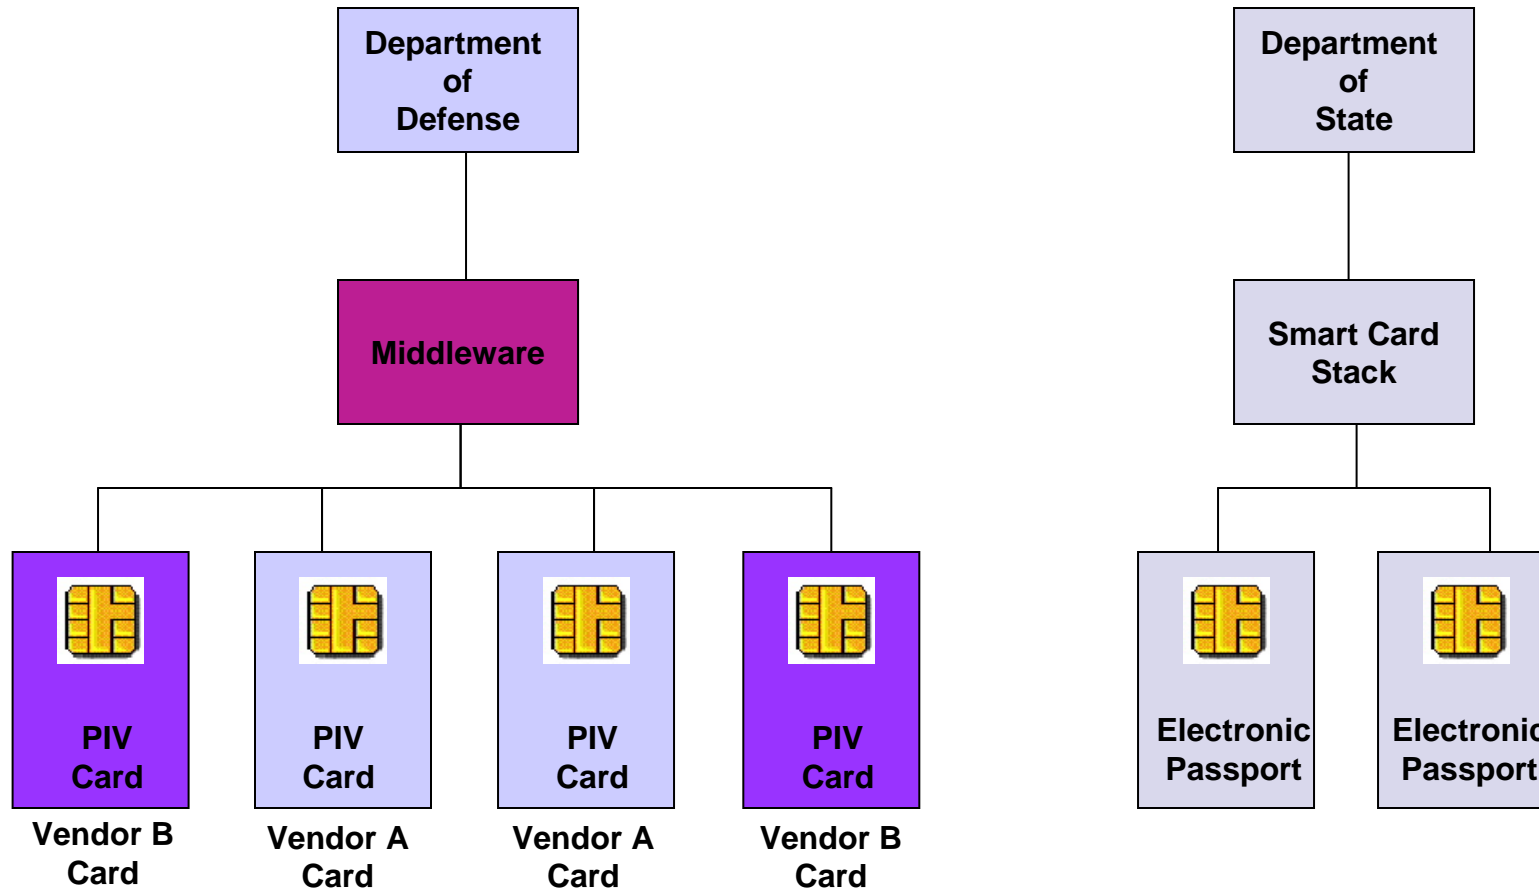 Department
of
Defense
Department
of
State
Middleware
Smart Card
Stack
PIV
Card
PIV
Card
PIV
Card
PIV
Card
Electronic
Passport
Electronic
Passport
Vendor B
Card
Vendor A
Card
Vendor A
Card
Vendor B
Card